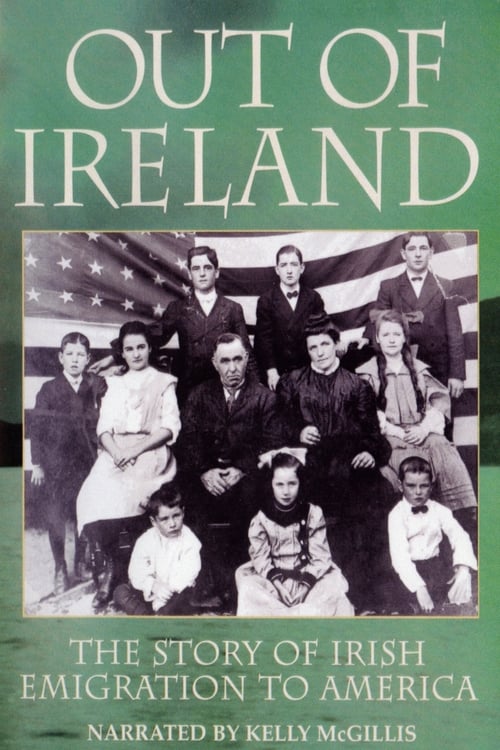 OUT OF
IRELAND
THE STORY OF IRISH
EMIGRATION TO AMERICA
NARRATED BY KELLY McGILLIS